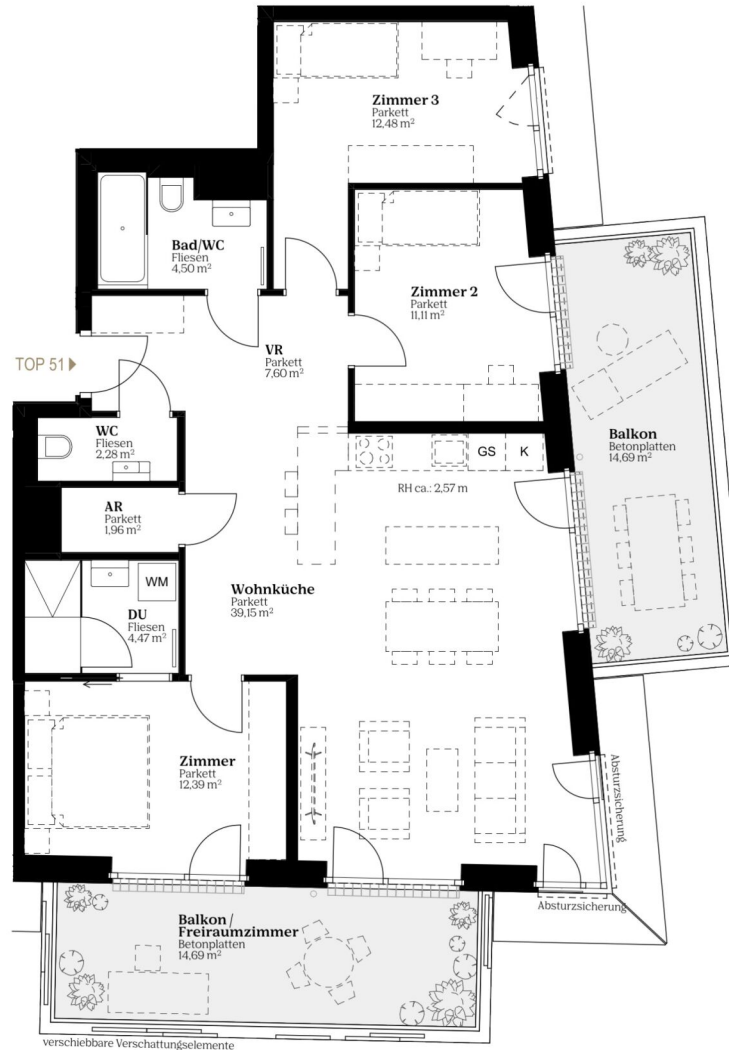 Zimmer 3
Parkett
12,48 m²
Bad/WC
Fliesen
4,50 m²
Zimmer 2
Parkett
11,11 m²
VR
Parkett
7,60 m²
TOP 51
WC
Fliesen
2,28 m²
GS
K
Balkon
Betonplatten
14,69 m²
RH ca.: 2,57 m
AR
Parkett
1,96 m²
WM
Wohnküche
Parkett
39,15 m²
DU
Fliesen
4,47 m²
Zimmer
Parkett
12,39 m²
Absturzsicherung
Absturzsicherung
Balkon /
Freiraumzimmer
Betonplatten
14,69 m²
verschiebbare Verschattungselemente